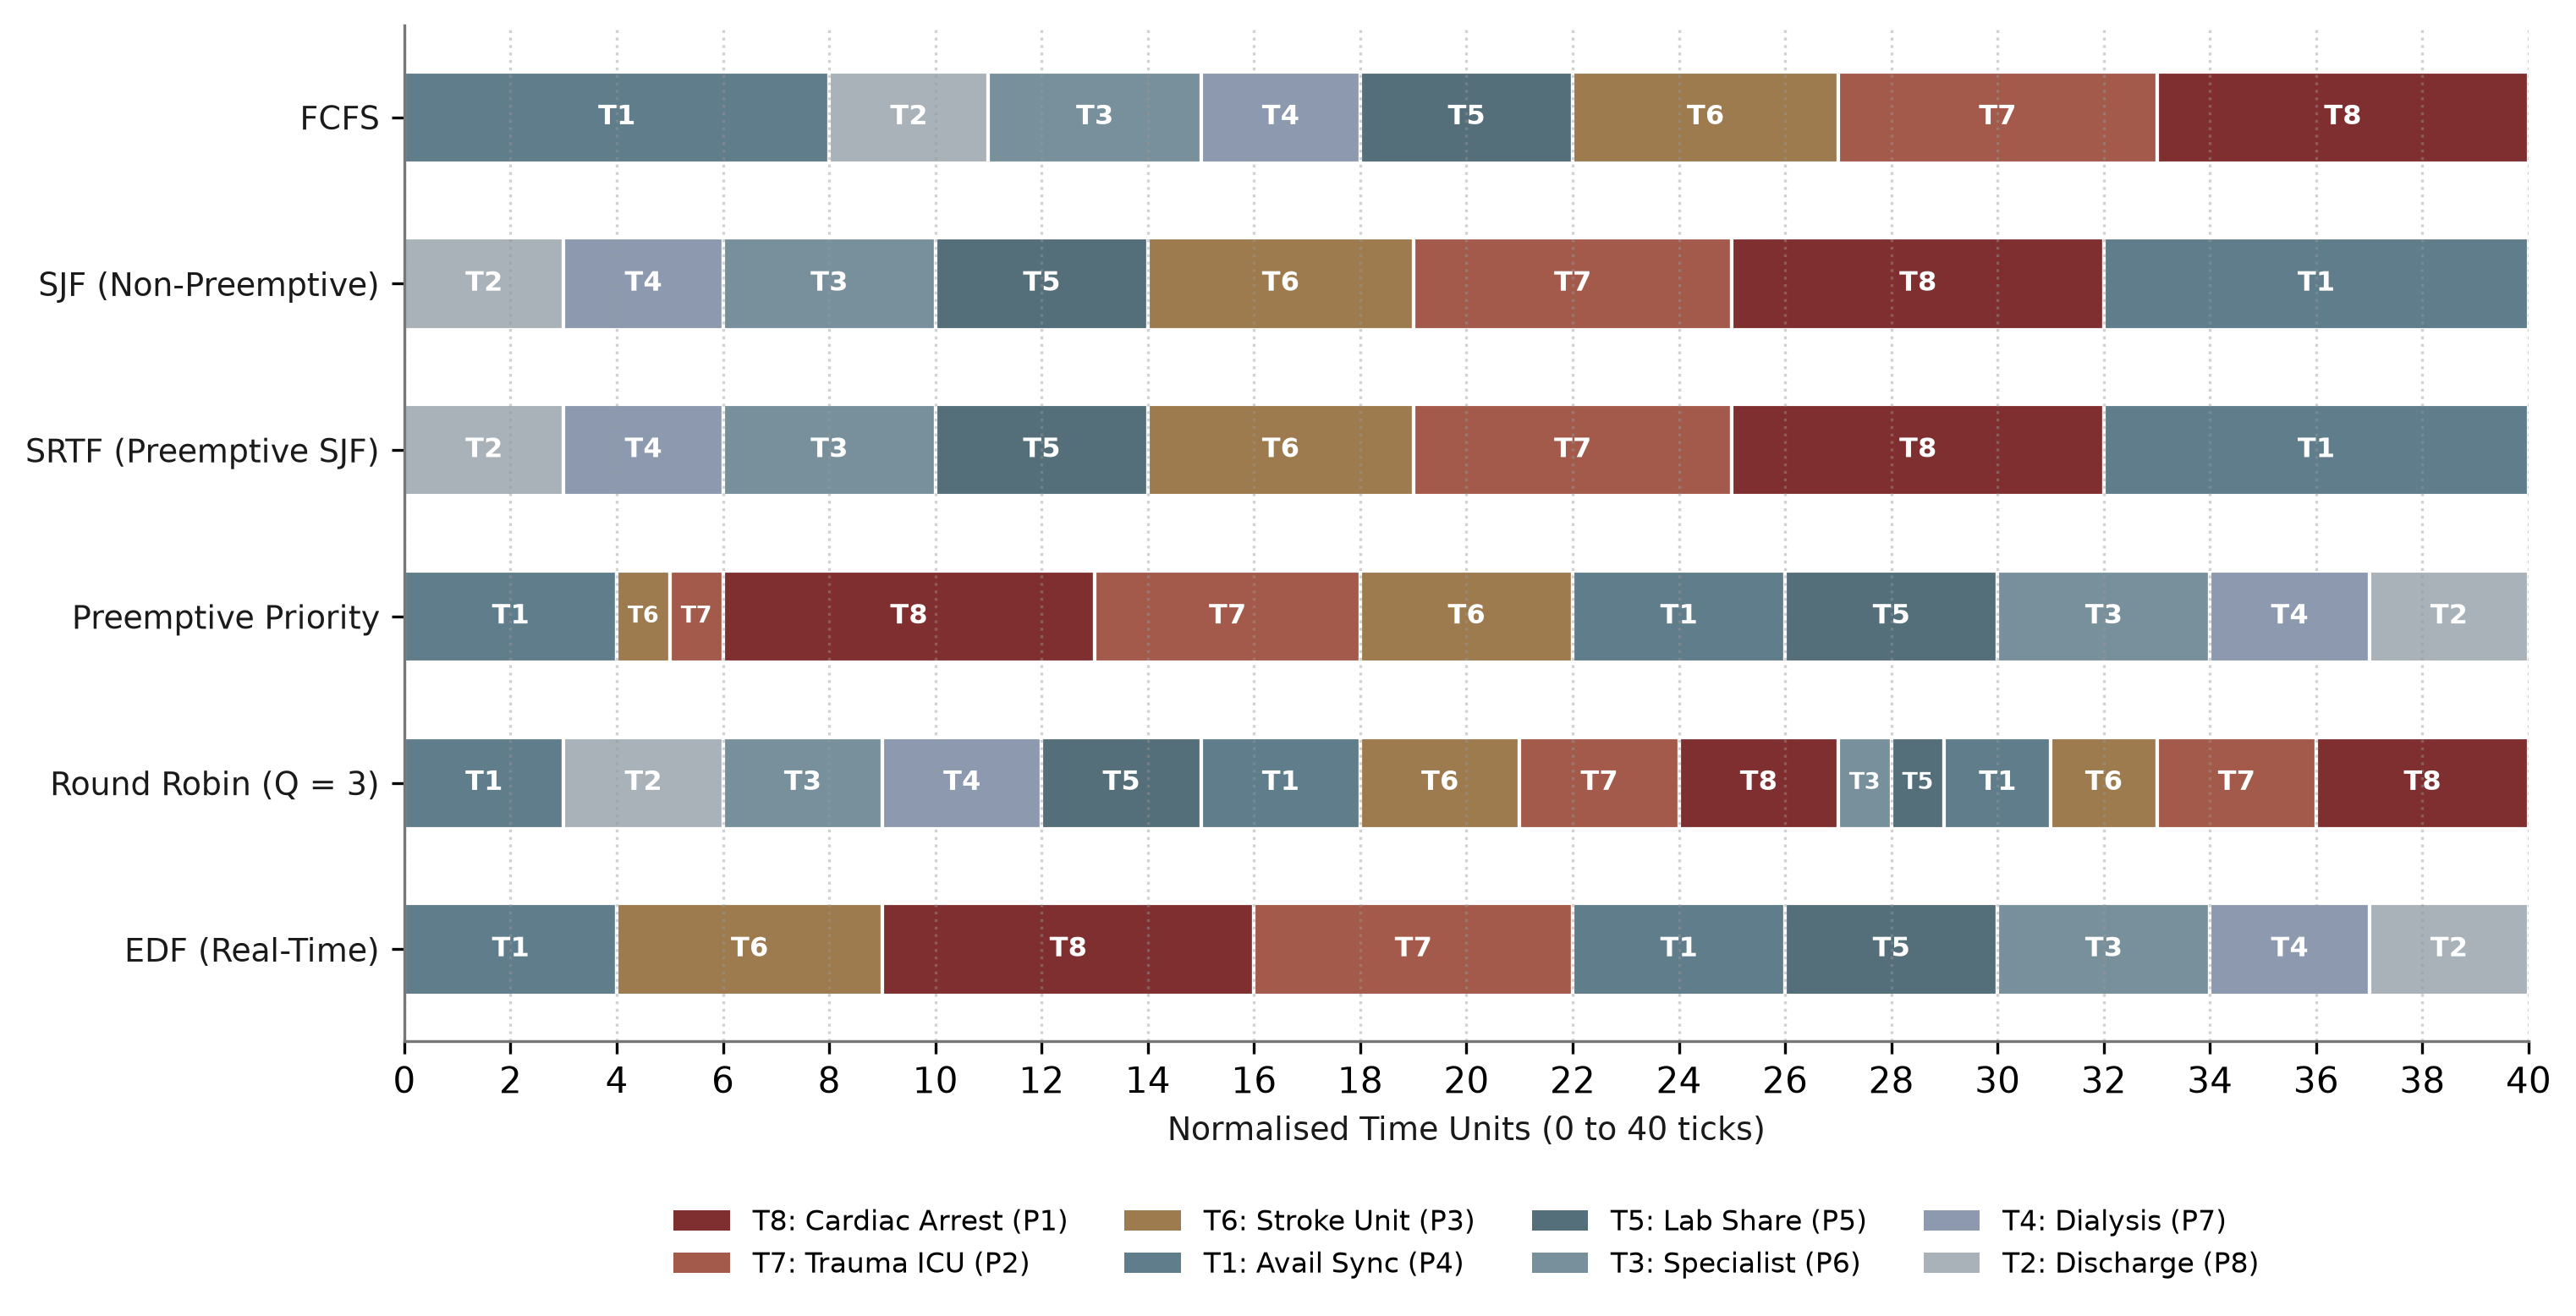 FCFS
T1 T2 T3 T4 T5 T6 T7 T8
SJF (Non-Preemptive)
T2 T4 T3 T5 T6 T7 T8 T1
SRTF (Preemptive SJF)
T2 T4 T3 T5 T6 T7 T8 T1
Preemptive Priority
T1 T6 T7 T8 T7 T6 T1 T5 T3 T4 T2
Round Robin (Q = 3)
T1 T2 T3 T4 T5 T1 T6 T7 T8 T3 T5 T1 T6 T7 T8
EDF (Real-Time)
T1 T6 T8 T7 T1 T5 T3 T4 T2
0 2 4 6 8 10 12 14 16 18 20 22 24 26 28 30 32 34 36 38 40
Normalised Time Units (0 to 40 ticks)
T8: Cardiac Arrest (P1) T6: Stroke Unit (P3) T5: Lab Share (P5) T4: Dialysis (P7)
T7: Trauma ICU (P2) T1: Avail Sync (P4) T3: Specialist (P6) T2: Discharge (P8)